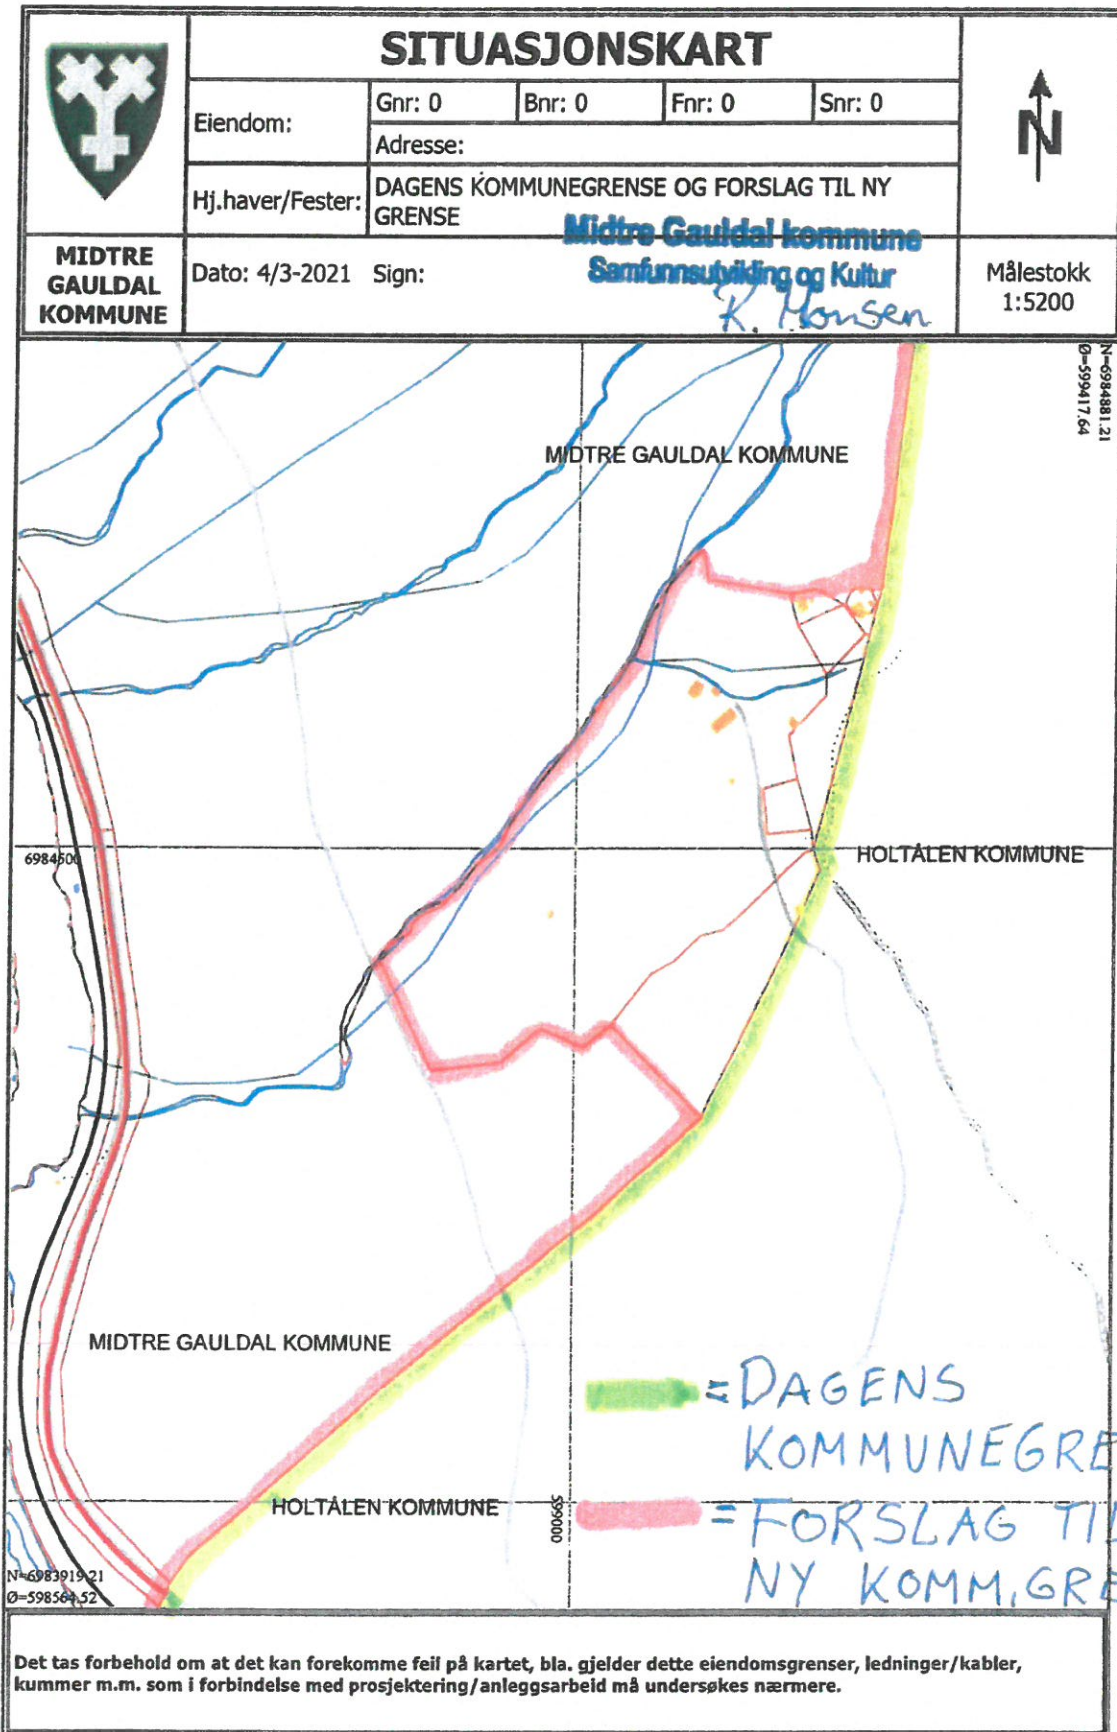 SITUASJONSKART
Eiendom:
Gnr: 0
Bnr: 0
Fnr: 0
Snr: 0
Adresse:
Hj.haver/Fester:
DAGENS KOMMUNEGRENSE OG FORSLAG TIL NY
GRENSE
N
MIDTRE
GAULDAL
KOMMUNE
Dato: 4/3-2021 Sign:
Midtre Gauldal kommune
Samfunnsutvikling og Kultur
R. Monsen
Målestokk
1:5200
N=6984881.21
Ø=599417.64
MIDTRE GAULDAL KOMMUNE
6984500
HOLTÅLEN KOMMUNE
MIDTRE GAULDAL KOMMUNE
= DAGENS
KOMMUNEGRE
HOLTÅLEN KOMMUNE
599000
= FORSLAG TIL
NY KOMM.GRE
N=6983919.21
Ø=598564.52
Det tas forbehold om at det kan forekomme feil på kartet, bla. gjelder dette eiendomsgrenser, ledninger/kabler,
kummer m.m. som i forbindelse med prosjektering/anleggsarbeid må undersøkes nærmere.